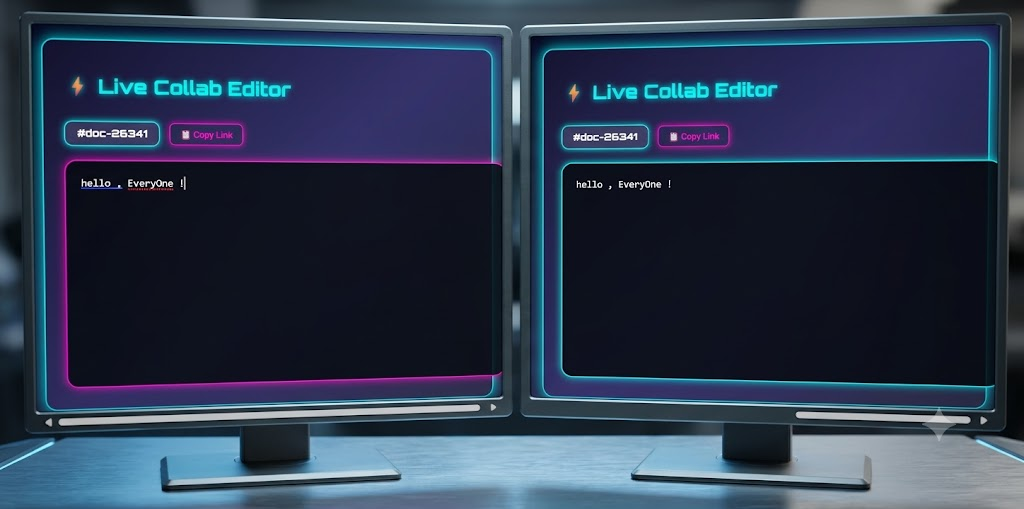 Live Collab Editor
#doc-26341
Copy Link
hello , EveryOne !
Live Collab Editor
#doc-26341
Copy Link
hello , EveryOne !